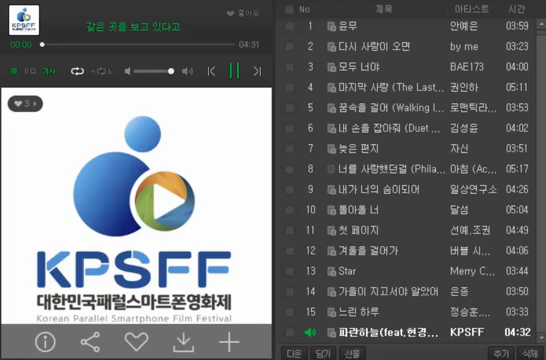 KPSFF
같은 곳을 보고 있다고
좋아요
00:00
04:31
EQ 가사
3
KPSFF
대한민국패럴스마트폰영화제
Korean Parallel Smartphone Film Festival
No 제목 아티스트 시간
1 윤무 안예은 03:59
2 다시 사랑이 오면 by me 03:23
3 모두 너야 BAE173 04:00
4 마지막 사랑 (The Last,... 권인하 05:11
5 꿈속을 걸어 (Walking I... 로맨틱라... 03:53
6 내 손을 잡아줘 (Duet ... 김성윤 04:02
7 늦은 편지 자신 03:51
8 너를 사랑했던걸 (Phila... 아침 (Ac... 05:17
9 내가 너의 숨이되어 일상연구소 04:26
10 돌아올 너 달섬 05:04
11 첫 페이지 선예,조권 04:49
12 겨울을 걸어가 버블 시... 04:06
13 Star Merry C... 03:44
14 가을이 지고서야 알았어 은종 03:50
15 느린 하루 정승훈.... 03:33
파란하늘(feat,현경... KPSFF 04:32
다운 담기 선물 추가 삭제